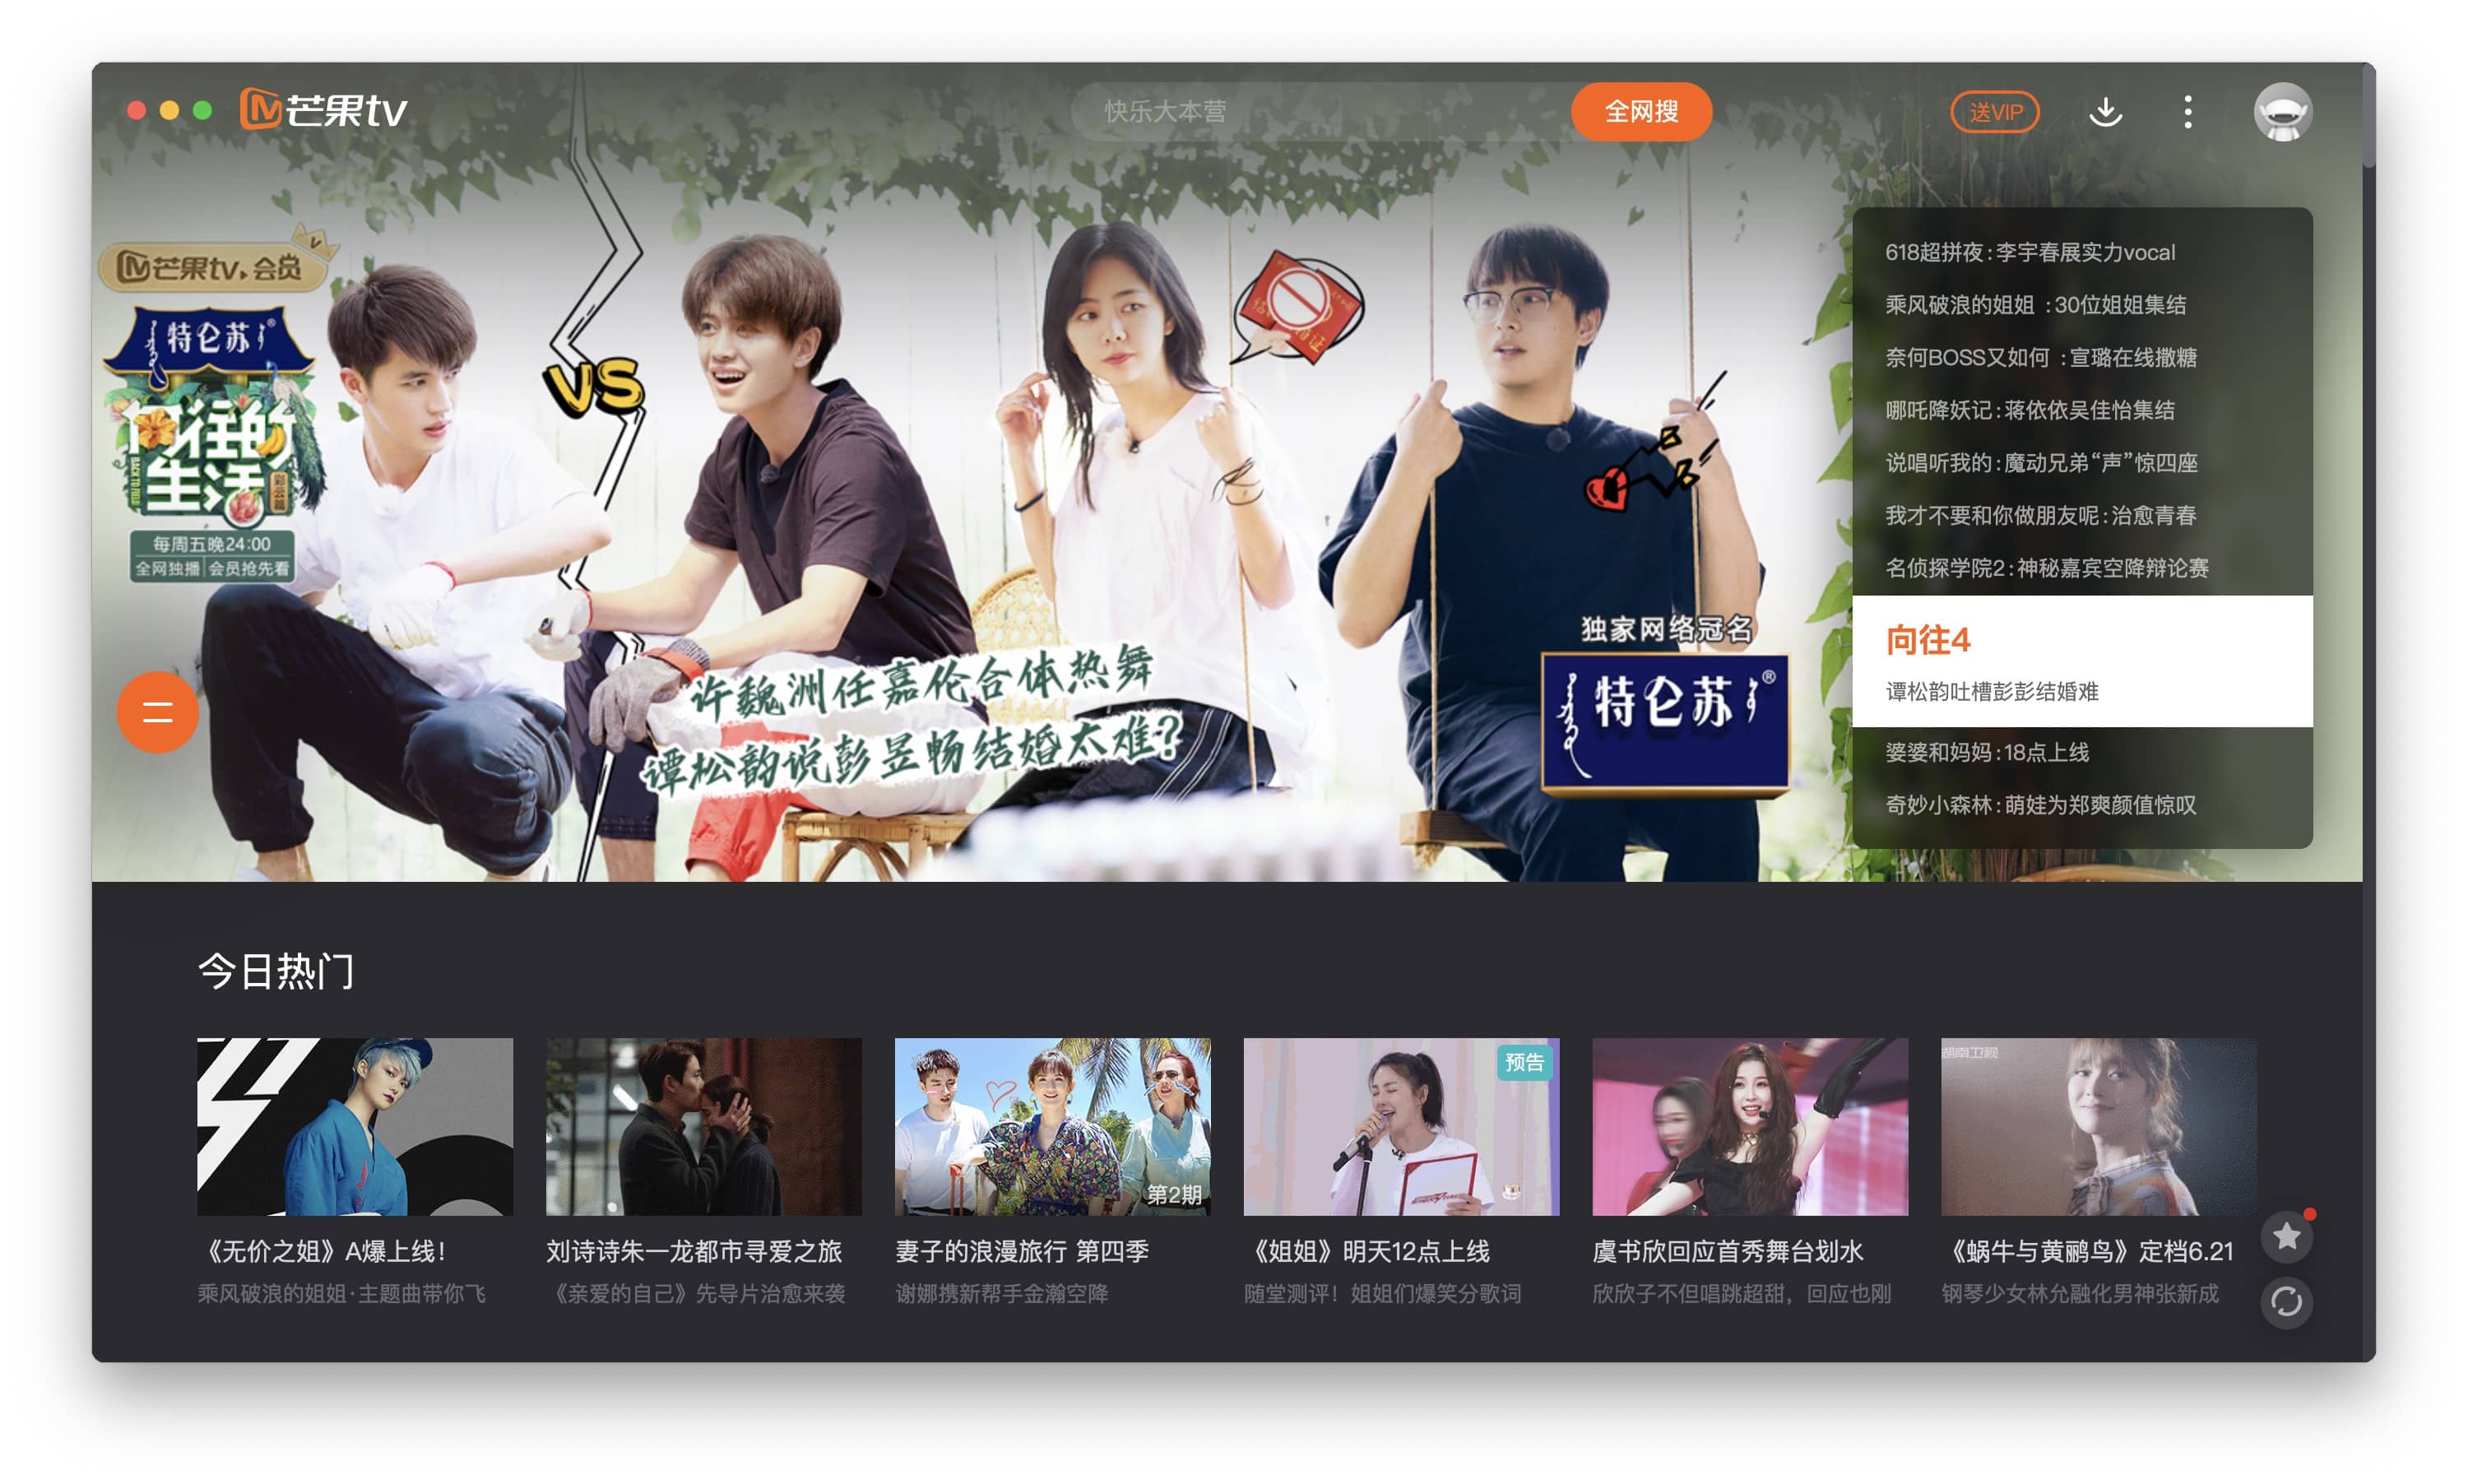 芒果tv
快乐大本营
全网搜
送VIP
芒果tv 会员
特仑苏®
向往的
生活
彩云篇
BACK TO FIELD
每周五晚24:00
全网独播 会员抢先看
VS
许魏洲任嘉伦合体热舞
谭松韵说彭昱畅结婚太难?
独家网络冠名
特仑苏®
618超拼夜:李宇春展实力vocal
乘风破浪的姐姐 :30位姐姐集结
奈何BOSS又如何 :宣璐在线撒糖
哪吒降妖记:蒋依依吴佳怡集结
说唱听我的:魔动兄弟“声”惊四座
我才不要和你做朋友呢:治愈青春
名侦探学院2:神秘嘉宾空降辩论赛
向往4
谭松韵吐槽彭彭结婚难
婆婆和妈妈:18点上线
奇妙小森林:萌娃为郑爽颜值惊叹
今日热门
第2期
预告
湖南卫视
《无价之姐》A爆上线!
乘风破浪的姐姐·主题曲带你飞
刘诗诗朱一龙都市寻爱之旅
《亲爱的自己》先导片治愈来袭
妻子的浪漫旅行 第四季
谢娜携新帮手金瀚空降
《姐姐》明天12点上线
随堂测评！姐姐们爆笑分歌词
虞书欣回应首秀舞台划水
欣欣子不但唱跳超甜，回应也刚
《蜗牛与黄鹂鸟》定档6.21
钢琴少女林允融化男神张新成